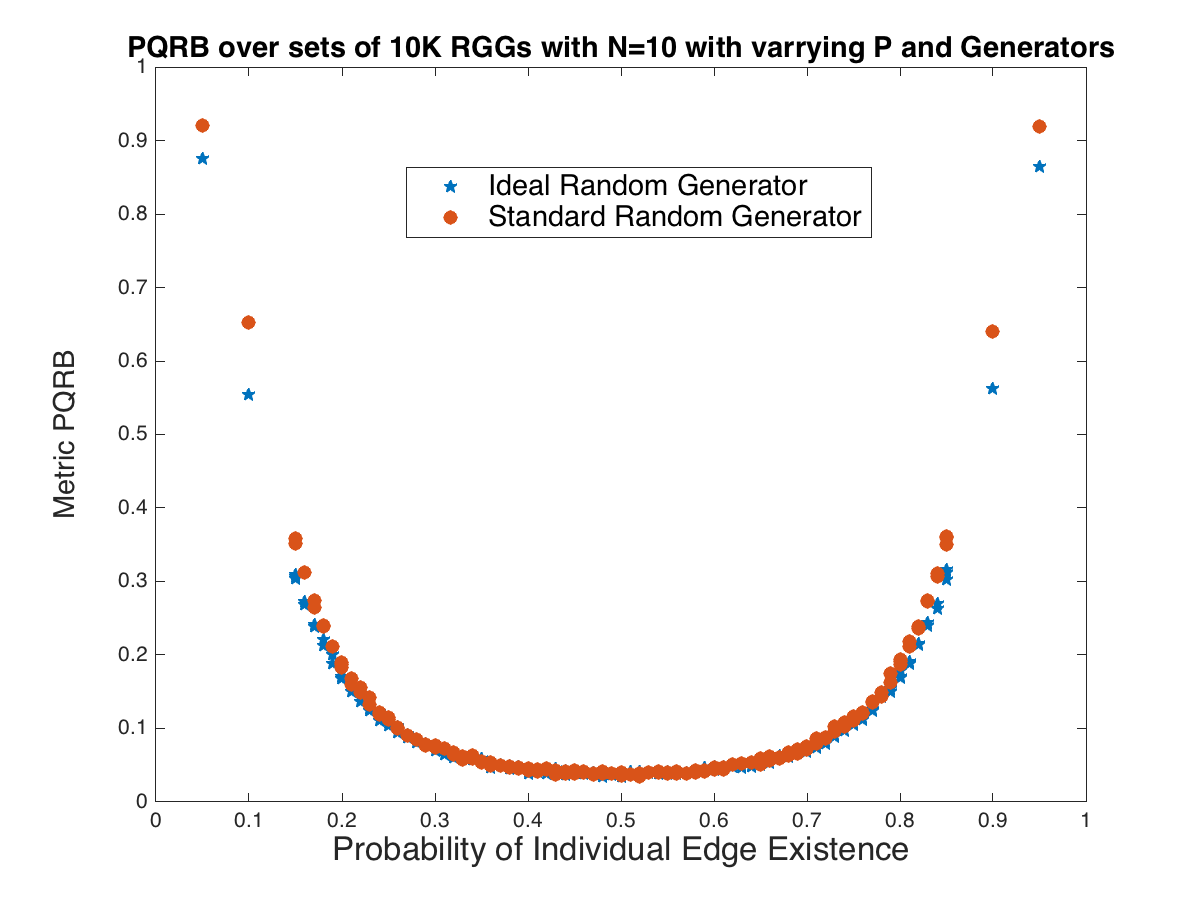 PQRB over sets of 10K RGGs with N=10 with varrying P and Generators
1
0.9
0.8
0.7
0.6
0.5
0.4
0.3
0.2
0.1
0
Metric PQRB
Ideal Random Generator
Standard Random Generator
0 0.1 0.2 0.3 0.4 0.5 0.6 0.7 0.8 0.9 1
Probability of Individual Edge Existence